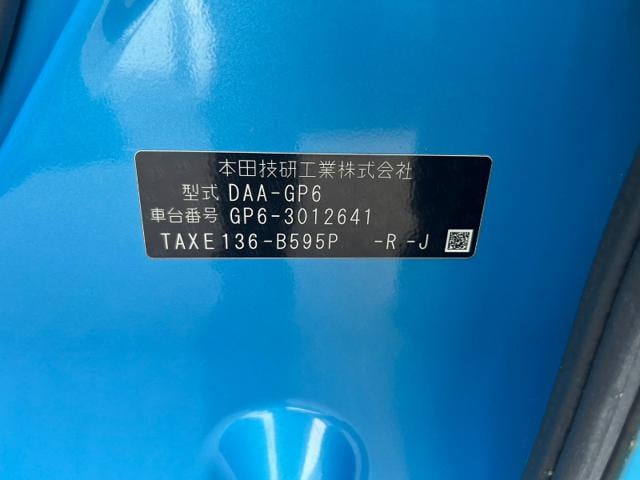 本田技研工業株式会社
型式 DAA-GP6
車台番号 GP6-3012641
TAXE136-B595P -R -J